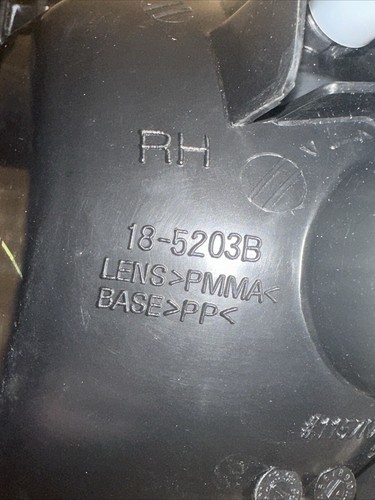 RH
18-5203B
LENS>PMMA<
BASE>PP<